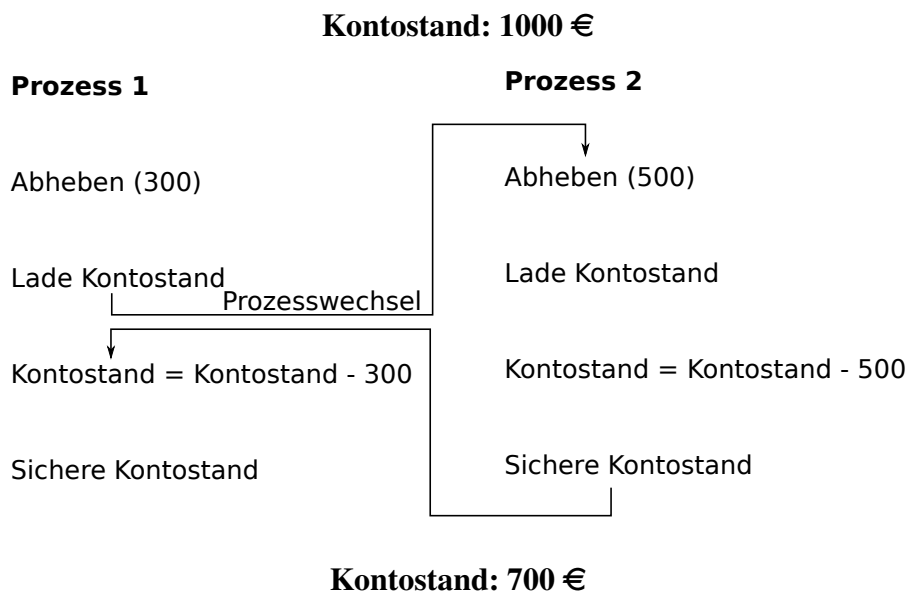 Kontostand: 1000 €
Prozess 1
Prozess 2
Abheben (300)
Abheben (500)
Lade Kontostand
Lade Kontostand
Prozesswechsel
Kontostand = Kontostand - 300
Kontostand = Kontostand - 500
Sichere Kontostand
Sichere Kontostand
Kontostand: 700 €